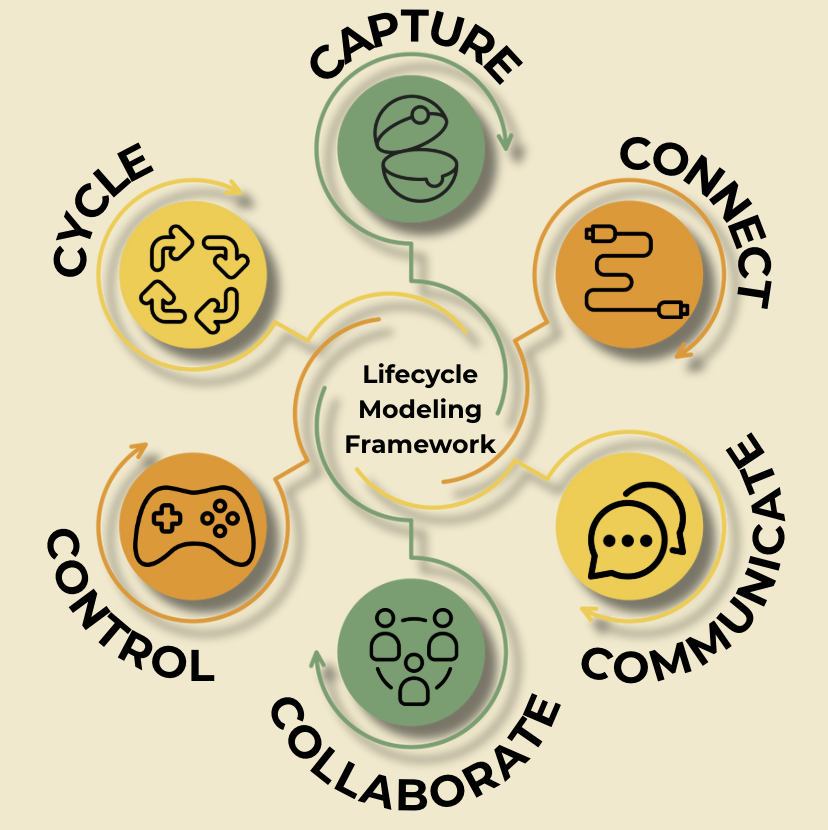 CAPTURE
CONNECT
COMMUNICATE
COLLABORATE
CONTROL
CYCLE
Lifecycle
Modeling
Framework